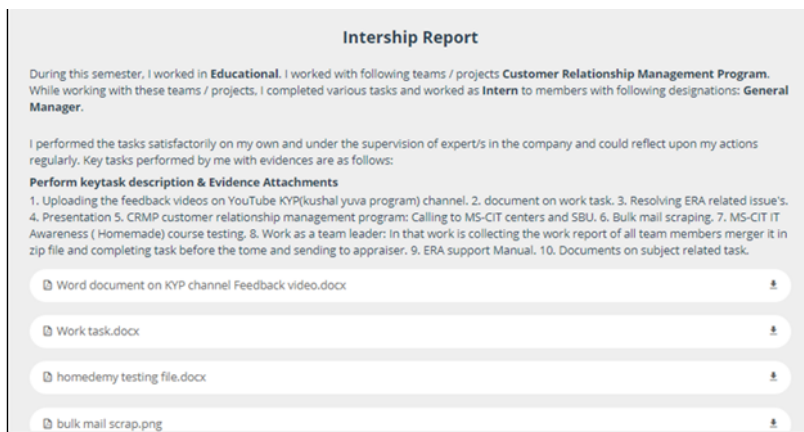 Intership Report
During this semester, I worked in Educational. I worked with following teams / projects Customer Relationship Management Program.
While working with these teams / projects, I completed various tasks and worked as Intern to members with following designations: General
Manager.
I performed the tasks satisfactorily on my own and under the supervision of expert/s in the company and could reflect upon my actions
regularly. Key tasks performed by me with evidences are as follows:
Perform keytask description & Evidence Attachments
1. Uploading the feedback videos on YouTube KYP(kushal yuva program) channel. 2. document on work task. 3. Resolving ERA related issue's.
4. Presentation 5. CRMP customer relationship management program: Calling to MS-CIT centers and SBU. 6. Bulk mail scraping. 7. MS-CIT IT
Awareness ( Homemade) course testing. 8. Work as a team leader: In that work is collecting the work report of all team members merger it in
zip file and completing task before the tome and sending to appraiser. 9. ERA support Manual. 10. Documents on subject related task.
Word document on KYP channel Feedback video.docx
Work task.docx
homedemy testing file.docx
bulk mail scrap.png